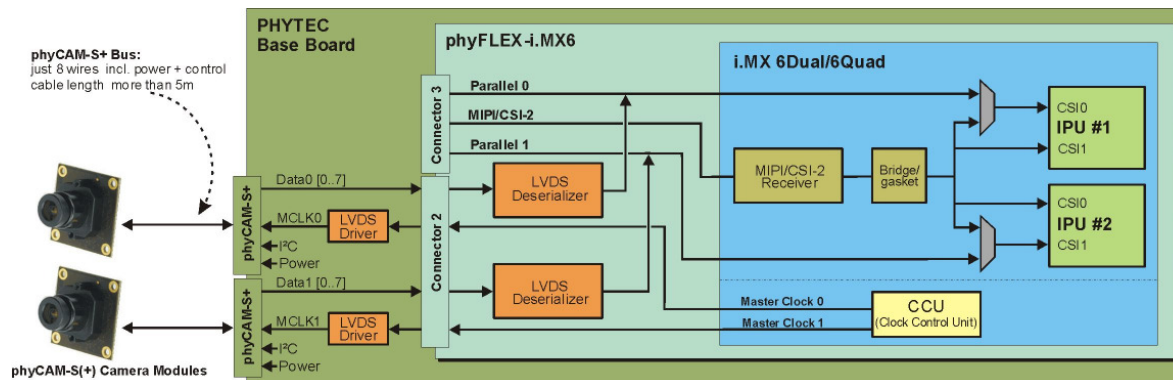 PHYTEC
Base Board
phyFLEX-i.MX6
i.MX 6Dual/6Quad
phyCAM-S+ Bus:
just 8 wires incl. power + control
cable length more than 5m
Connector 3
Parallel 0
MIPI/CSI-2
Parallel 1
CSI0
IPU #1
CSI1
MIPI/CSI-2
Receiver
Bridge/
gasket
CSI0
IPU #2
CSI1
phyCAM-S+
Data0 [0..7]
MCLK0
LVDS
Driver
I²C
Power
Connector 2
LVDS
Deserializer
phyCAM-S+
Data1 [0..7]
MCLK1
LVDS
Driver
I²C
Power
LVDS
Deserializer
Master Clock 0
Master Clock 1
CCU
(Clock Control Unit)
phyCAM-S(+) Camera Modules